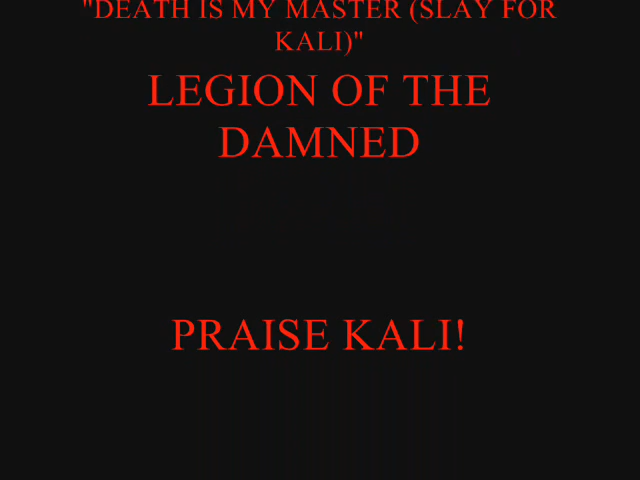 "DEATH IS MY MASTER (SLAY FOR
KALI)"
LEGION OF THE
DAMNED
PRAISE KALI!